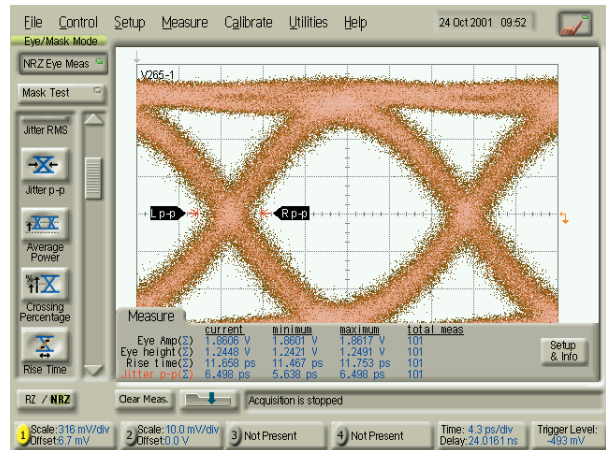 File Control Setup Measure Calibrate Utilities Help 24 Oct 2001 09:52
Eye/Mask Mode
NRZ Eye Meas
Mask Test
Jitter RMS
Jitter p-p
Average
Power
Crossing
Percentage
Rise Time
V265-1
L p-p
R p-p
Measure
current minimum maximum total meas
Eye Amp(Σ) 1.8606 V 1.8601 V 1.8617 V 101
Eye height(Σ) 1.2448 V 1.2421 V 1.2491 V 101
Rise time(Σ) 11.658 ps 11.467 ps 11.753 ps 101
Jitter p-p(Σ) 6.498 ps 5.638 ps 6.498 ps 101
Setup
& Info
RZ / NRZ
Clear Meas.
Acquisition is stopped
1 Scale:316 mV/div
Offset:6.7 mV
2 Scale:10.0 mV/div
Offset:0.0 V
3 Not Present
4 Not Present
Time: 4.3 ps/div
Delay:24.0161 ns
Trigger Level:
-493 mV